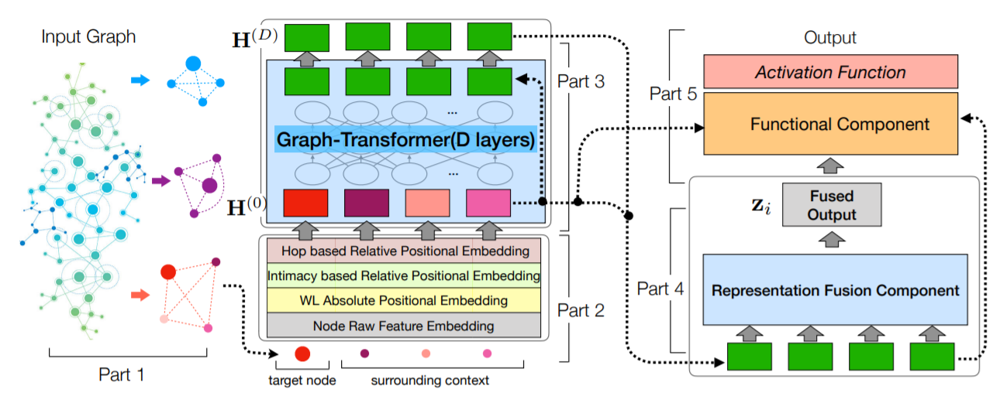 Input Graph
Part 1
H^(D)
Graph-Transformer(D layers)
...
...
H^(0)
Part 3
Hop based Relative Positional Embedding
Intimacy based Relative Positional Embedding
WL Absolute Positional Embedding
Node Raw Feature Embedding
Part 2
target node
surrounding context
Output
Activation Function
Functional Component
Part 5
z_i
Fused
Output
Representation Fusion Component
Part 4